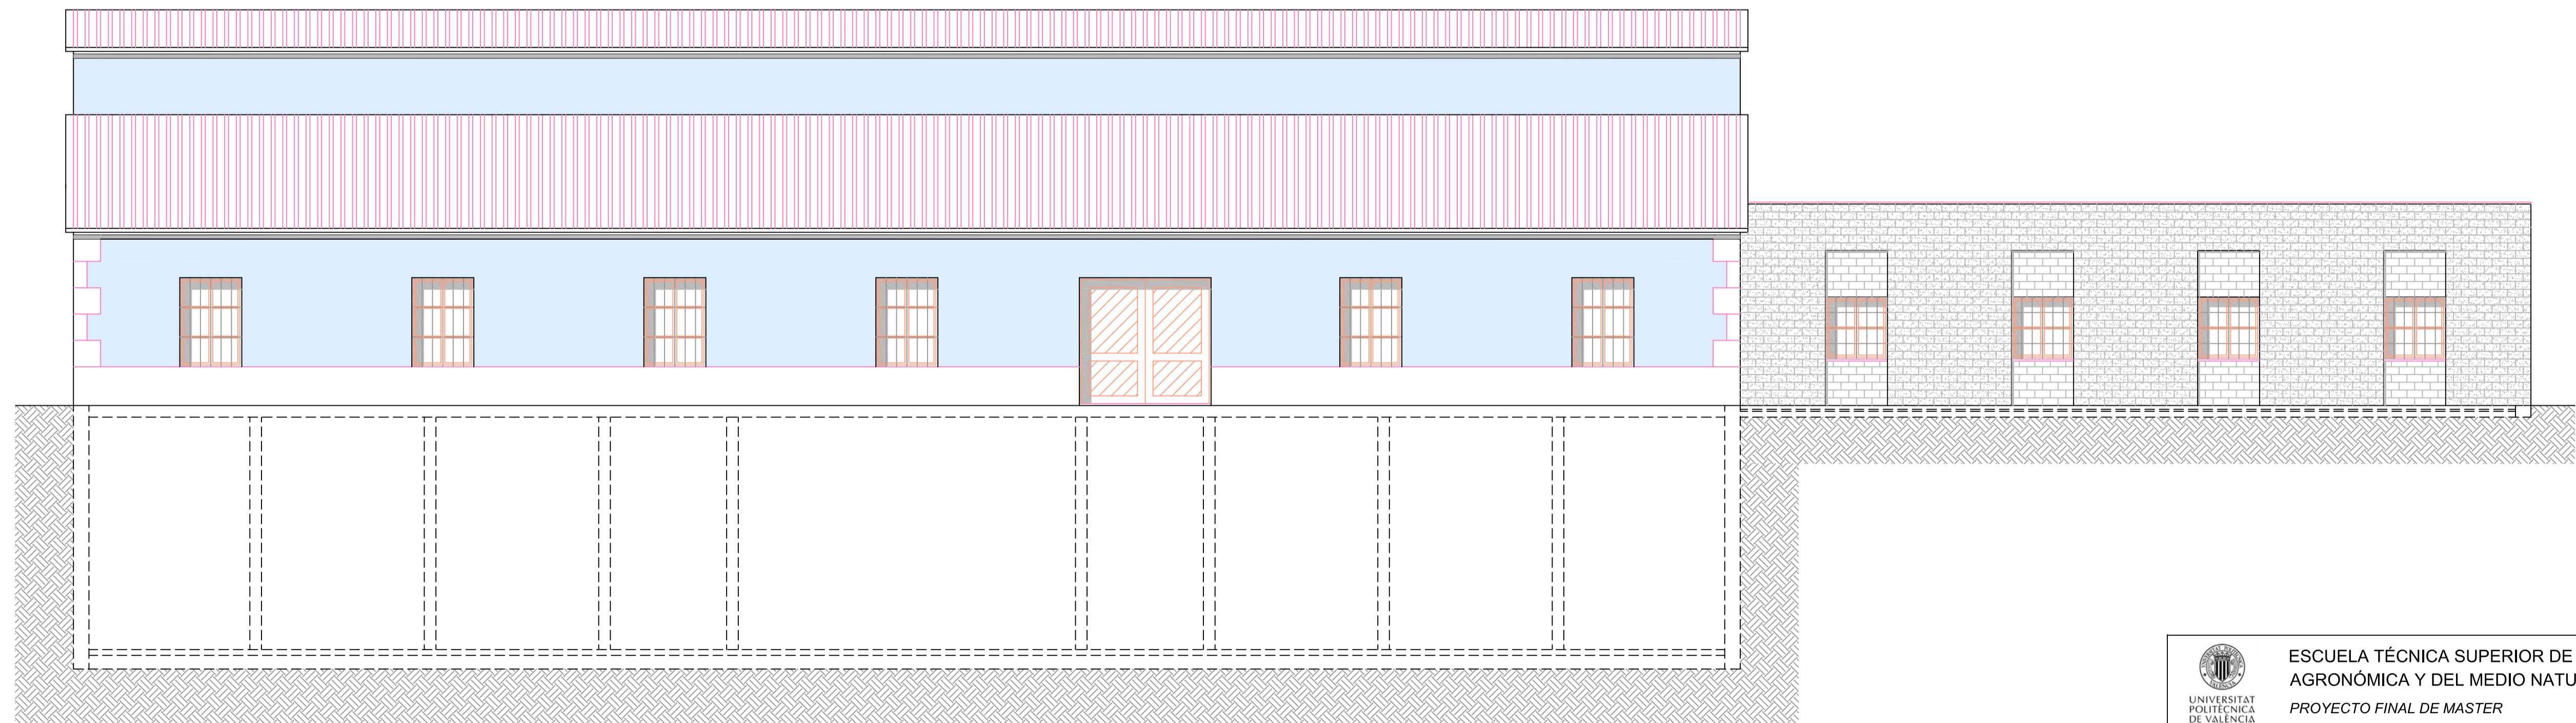 ESCUELA TÉCNICA SUPERIOR DE
AGRONÓMICA Y DEL MEDIO NATU
PROYECTO FINAL DE MASTER
UNIVERSITAT
POLITÈCNICA
DE VALÈNCIA